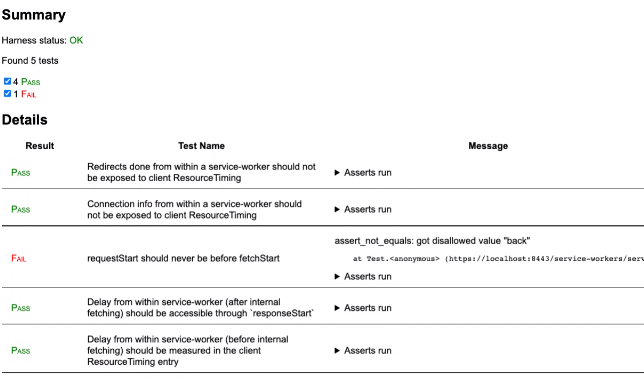 Summary
Harness status: OK
Found 5 tests
4 Pass
1 Fail
Details
Result Test Name Message
Pass Redirects done from within a service-worker should not
be exposed to client ResourceTiming
▶ Asserts run
Pass Connection info from within a service-worker should
not be exposed to client ResourceTiming
▶ Asserts run
Fail requestStart should never be before fetchStart
assert_not_equals: got disallowed value "back"
at Test.<anonymous> (https://localhost:8443/service-workers/serv
▶ Asserts run
Pass Delay from within service-worker (after internal
fetching) should be accessible through `responseStart`
▶ Asserts run
Pass Delay from within service-worker (before internal
fetching) should be measured in the client
ResourceTiming entry
▶ Asserts run